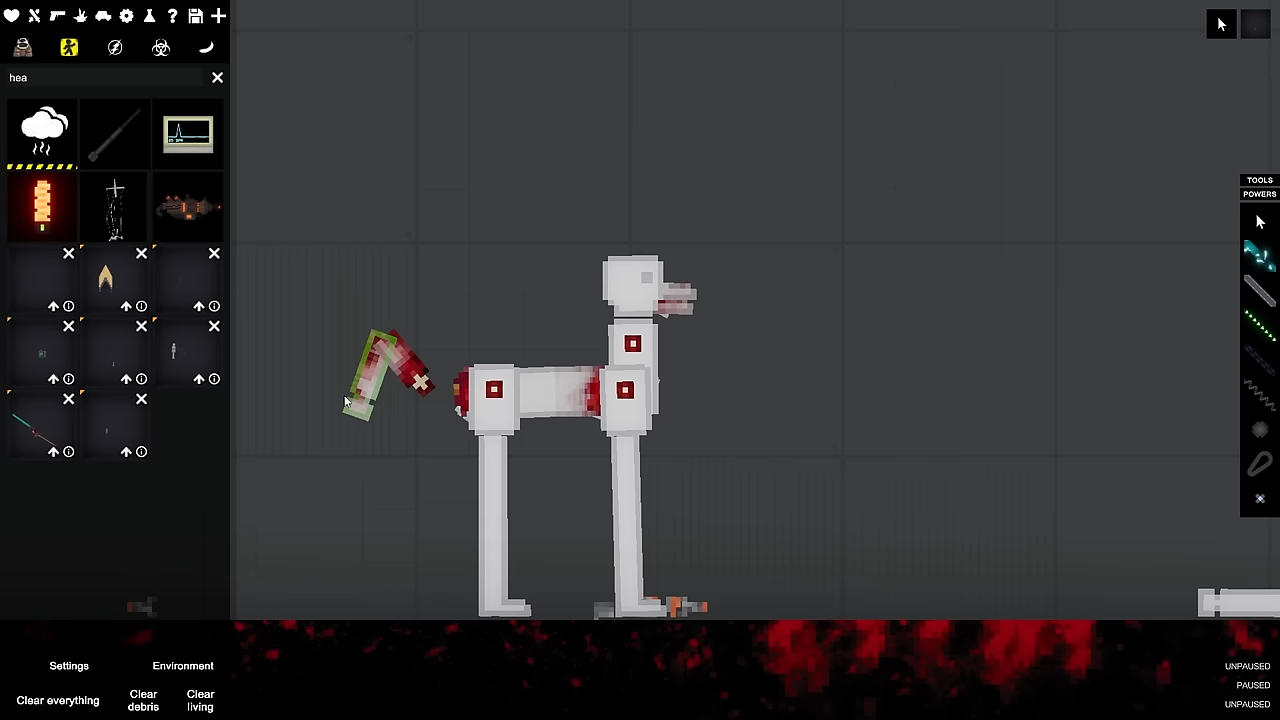 hea
TOOLS
POWERS
Settings
Environment
Clear everything
Clear
debris
Clear
living
UNPAUSED
PAUSED
UNPAUSED